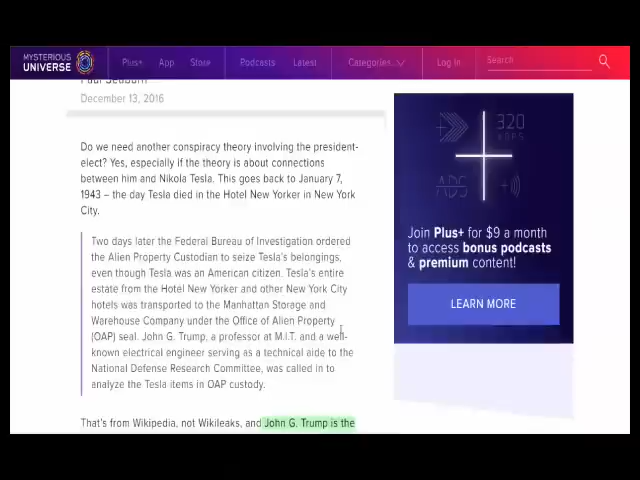 MYSTERIOUS
UNIVERSE
Plus+ App Store Podcasts Latest Categories Log In Search
Paul Seaburn
December 13, 2016
Do we need another conspiracy theory involving the president-
elect? Yes, especially if the theory is about connections
between him and Nikola Tesla. This goes back to January 7,
1943 – the day Tesla died in the Hotel New Yorker in New York
City.
Two days later the Federal Bureau of Investigation ordered
the Alien Property Custodian to seize Tesla's belongings,
even though Tesla was an American citizen. Tesla's entire
estate from the Hotel New Yorker and other New York City
hotels was transported to the Manhattan Storage and
Warehouse Company under the Office of Alien Property
(OAP) seal. John G. Trump, a professor at M.I.T. and a well-
known electrical engineer serving as a technical aide to the
National Defense Research Committee, was called in to
analyze the Tesla items in OAP custody.
That's from Wikipedia, not Wikileaks, and John G. Trump is the
320
KBPS
ADS
Join Plus+ for $9 a month
to access bonus podcasts
& premium content!
LEARN MORE